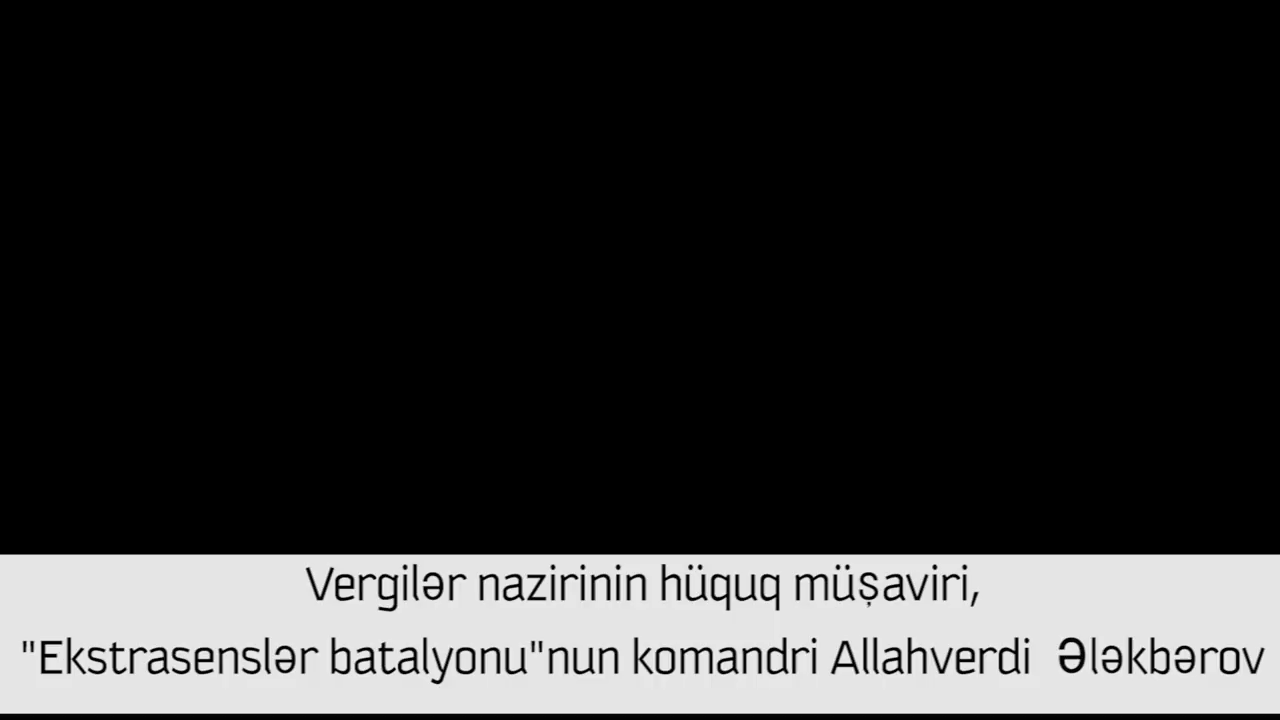 Vergilər nazirinin hüquq müşaviri,
"Ekstrasenslər batalyonu"nun komandri Allahverdi Ələkbərov